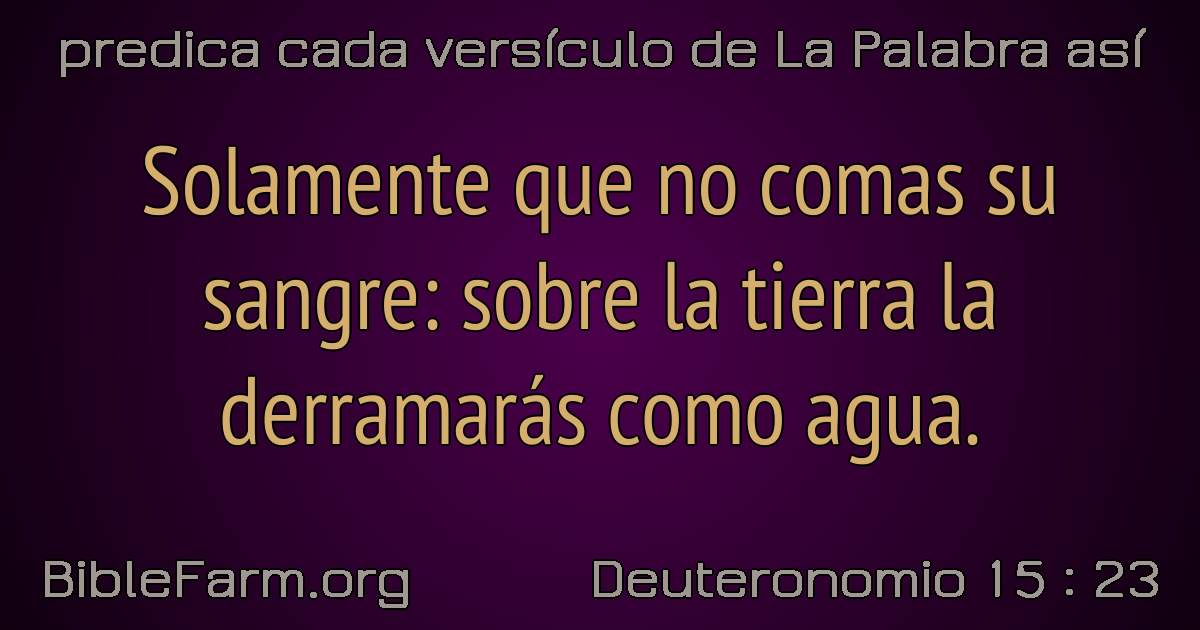 predica cada versículo de La Palabra así
Solamente que no comas su
sangre: sobre la tierra la
derramarás como agua.
BibleFarm.org
Deuteronomio 15 : 23